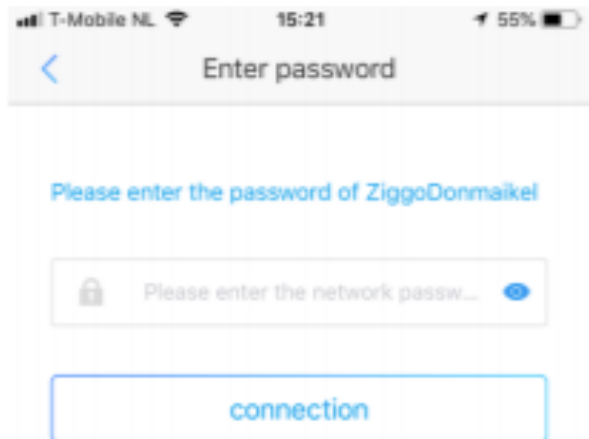 T-Mobile NL 15:21 55%
Enter password
Please enter the password of ZiggoDonmaikel
Please enter the network passw...
connection